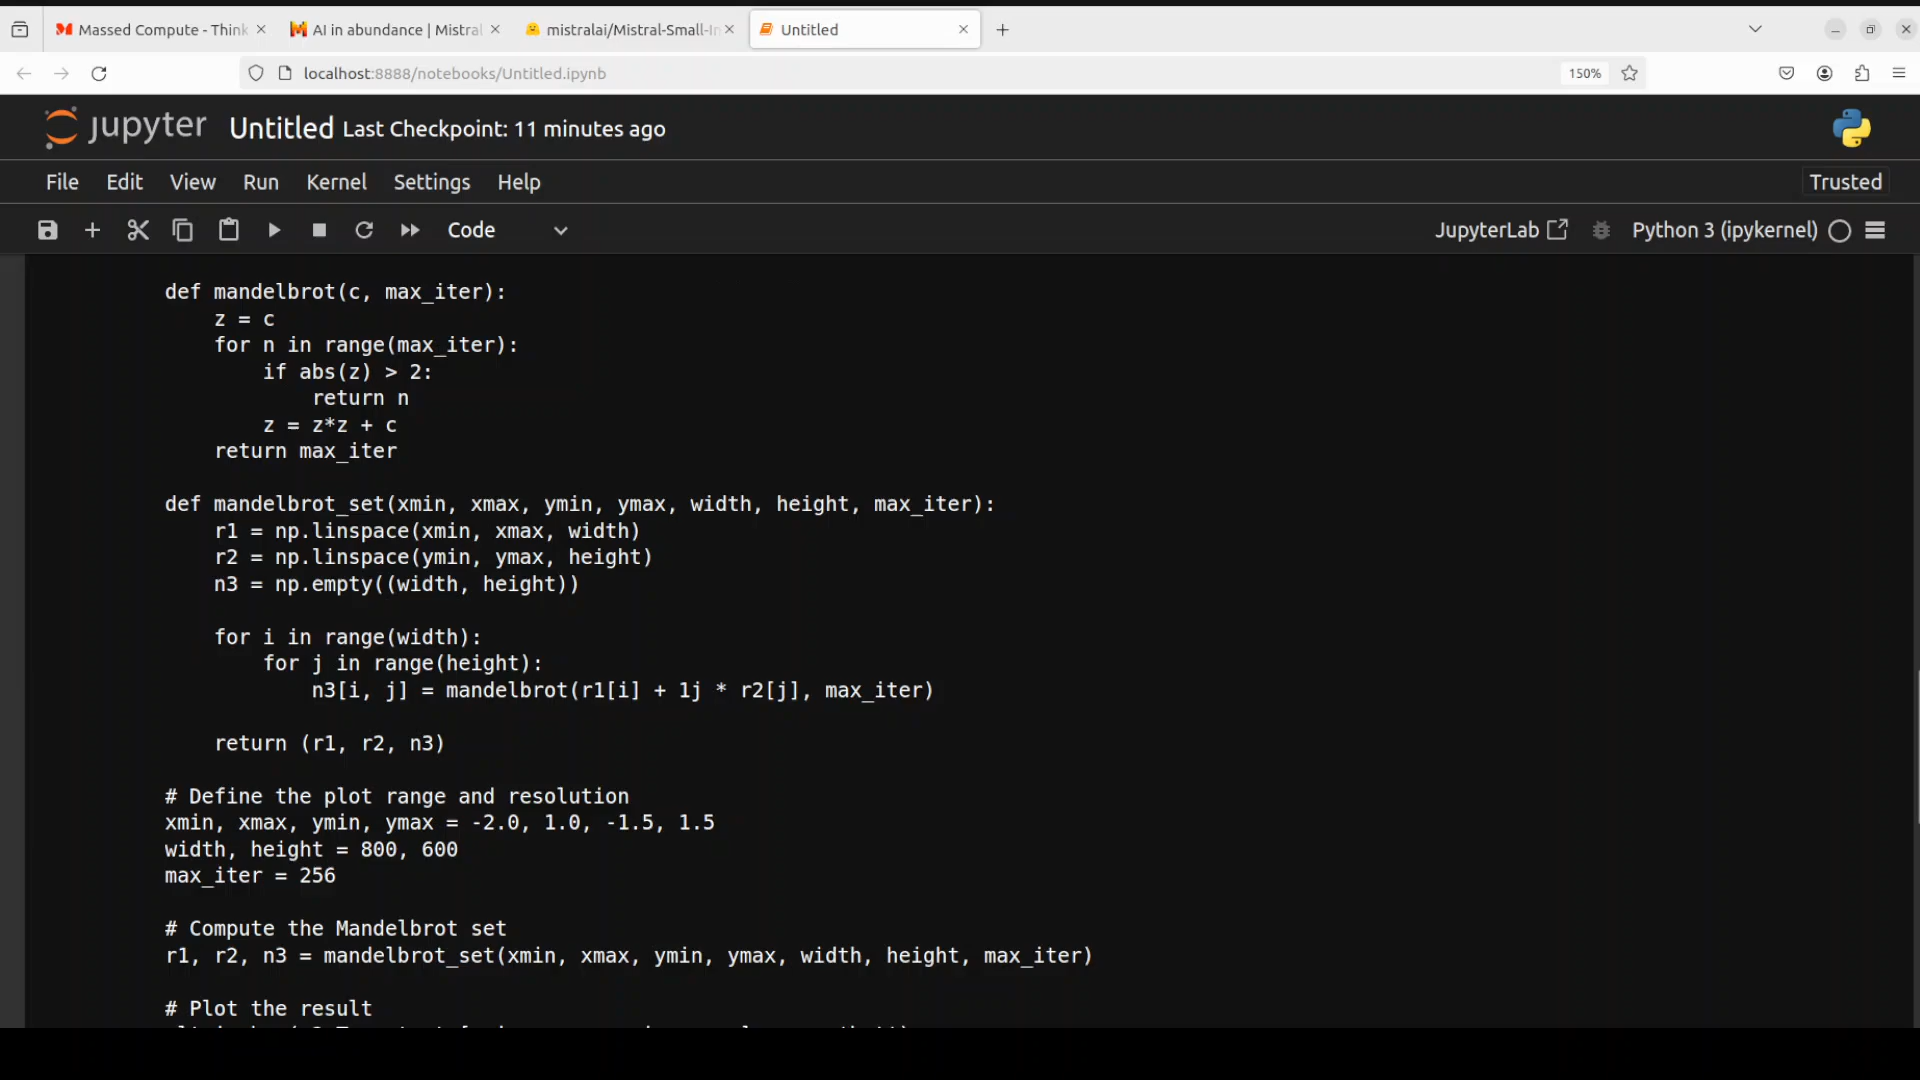 Massed Compute - Think
AI in abundance | Mistral
mistralai/Mistral-Small-In
Untitled
localhost:8888/notebooks/Untitled.ipynb
150%
jupyter
Untitled Last Checkpoint: 11 minutes ago
File Edit View Run Kernel Settings Help
Trusted
Code
JupyterLab
Python 3 (ipykernel)
def mandelbrot(c, max_iter):
    z = c
    for n in range(max_iter):
        if abs(z) > 2:
            return n
        z = z*z + c
    return max_iter
def mandelbrot_set(xmin, xmax, ymin, ymax, width, height, max_iter):
    r1 = np.linspace(xmin, xmax, width)
    r2 = np.linspace(ymin, ymax, height)
    n3 = np.empty((width, height))
    for i in range(width):
        for j in range(height):
            n3[i, j] = mandelbrot(r1[i] + 1j * r2[j], max_iter)
    return (r1, r2, n3)
# Define the plot range and resolution
xmin, xmax, ymin, ymax = -2.0, 1.0, -1.5, 1.5
width, height = 800, 600
max_iter = 256
# Compute the Mandelbrot set
r1, r2, n3 = mandelbrot_set(xmin, xmax, ymin, ymax, width, height, max_iter)
# Plot the result